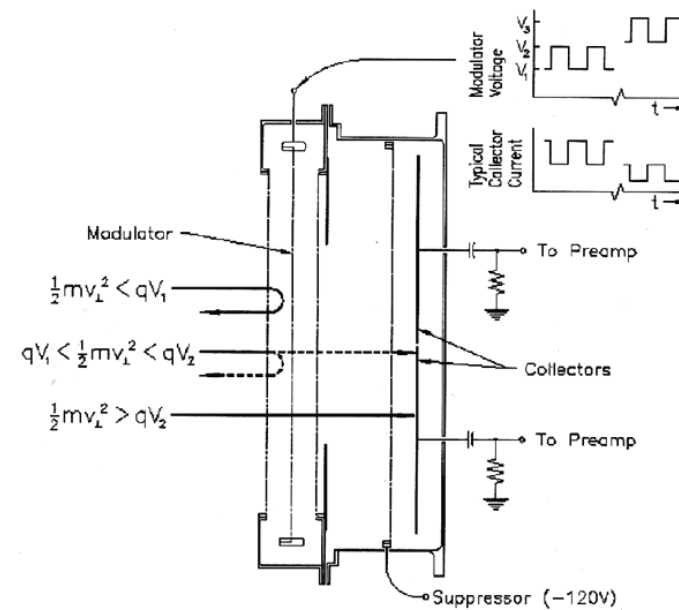 V₃
V₂
V₁
Modulator
Voltage
t
Typical
Collector
Current
t
Modulator
½mv⊥² < qV₁
To Preamp
qV₁ < ½mv⊥² < qV₂
Collectors
½mv⊥² > qV₂
To Preamp
Suppressor (−120V)